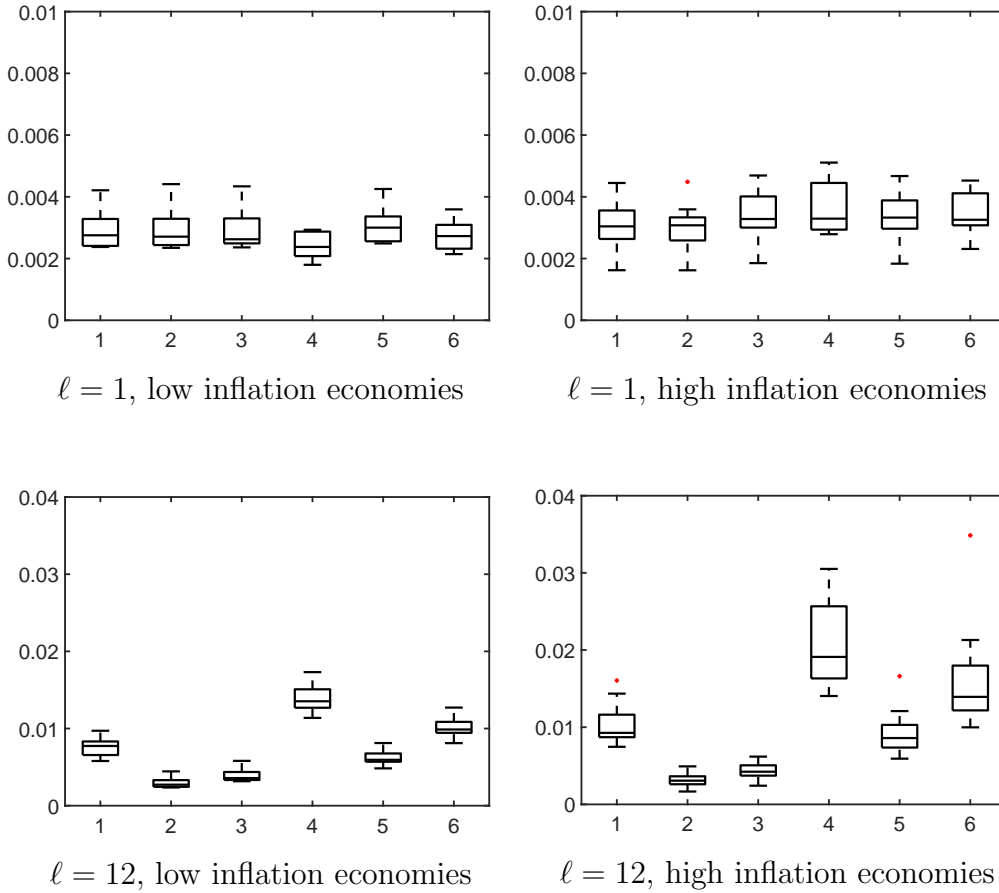 0.01
0.008
0.006
0.004
0.002
0
1 2 3 4 5 6
ℓ = 1, low inflation economies
0.01
0.008
0.006
0.004
0.002
0
1 2 3 4 5 6
ℓ = 1, high inflation economies
0.04
0.03
0.02
0.01
0
1 2 3 4 5 6
ℓ = 12, low inflation economies
0.04
0.03
0.02
0.01
0
1 2 3 4 5 6
ℓ = 12, high inflation economies